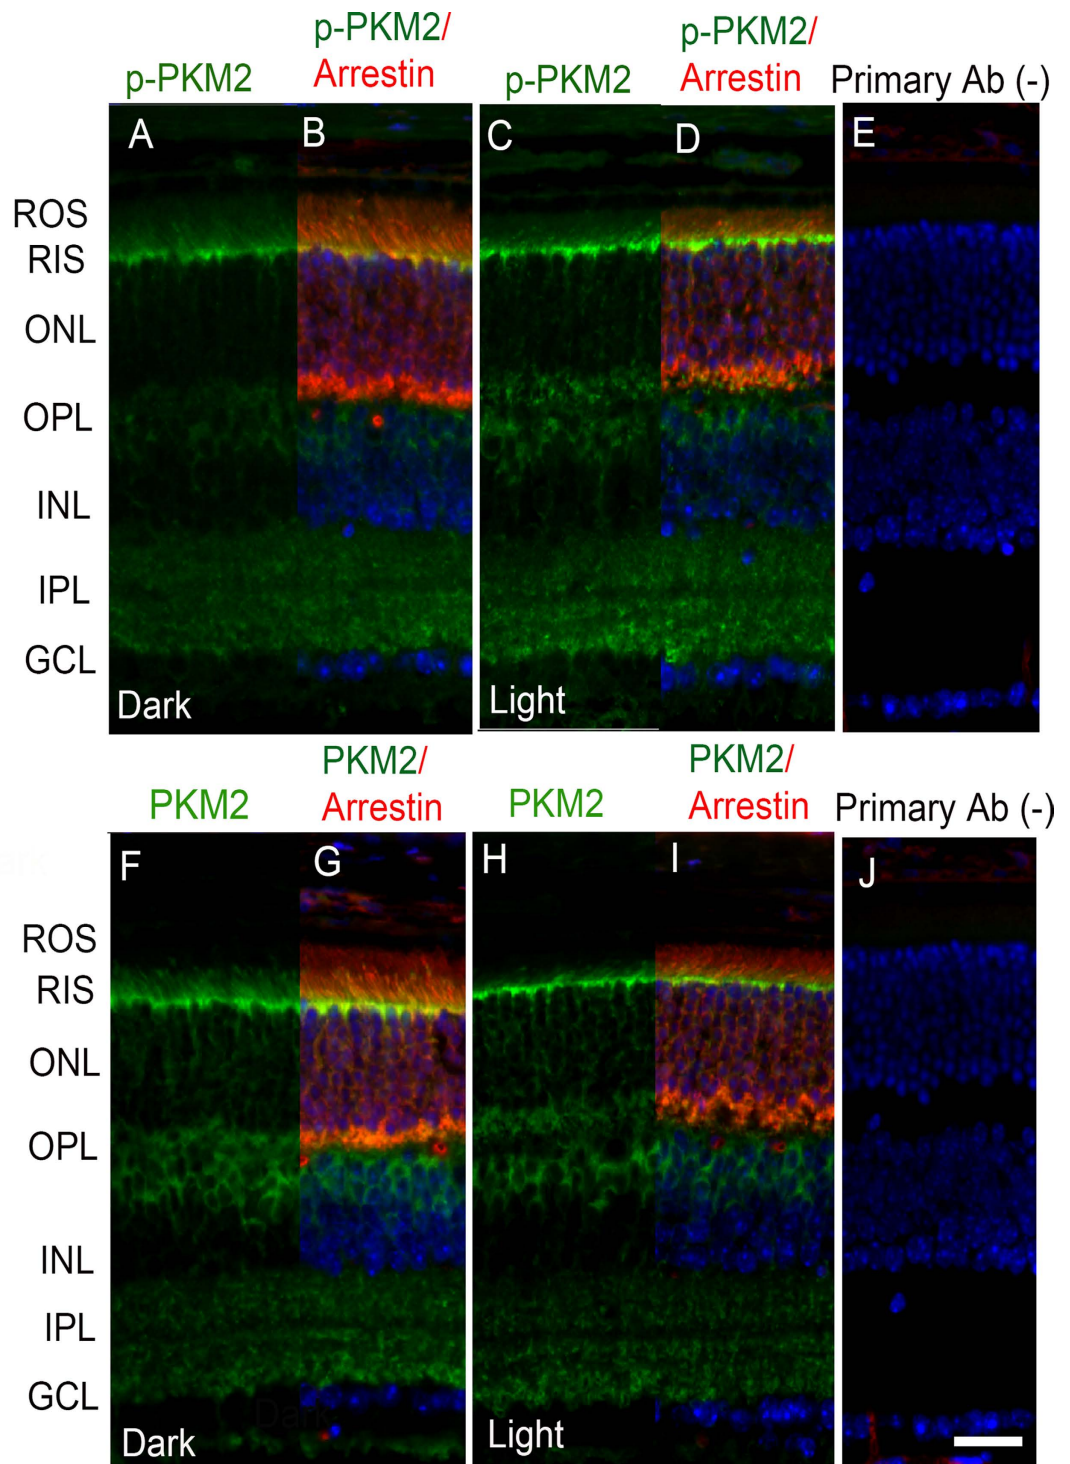 p-PKM2
p-PKM2/
Arrestin
p-PKM2
p-PKM2/
Arrestin
Primary Ab (-)
A
B
C
D
E
ROS
RIS
ONL
OPL
INL
IPL
GCL
Dark
Light
PKM2
PKM2/
Arrestin
PKM2
PKM2/
Arrestin
Primary Ab (-)
F
G
H
I
J
ROS
RIS
ONL
OPL
INL
IPL
GCL
Dark
Dark
Light